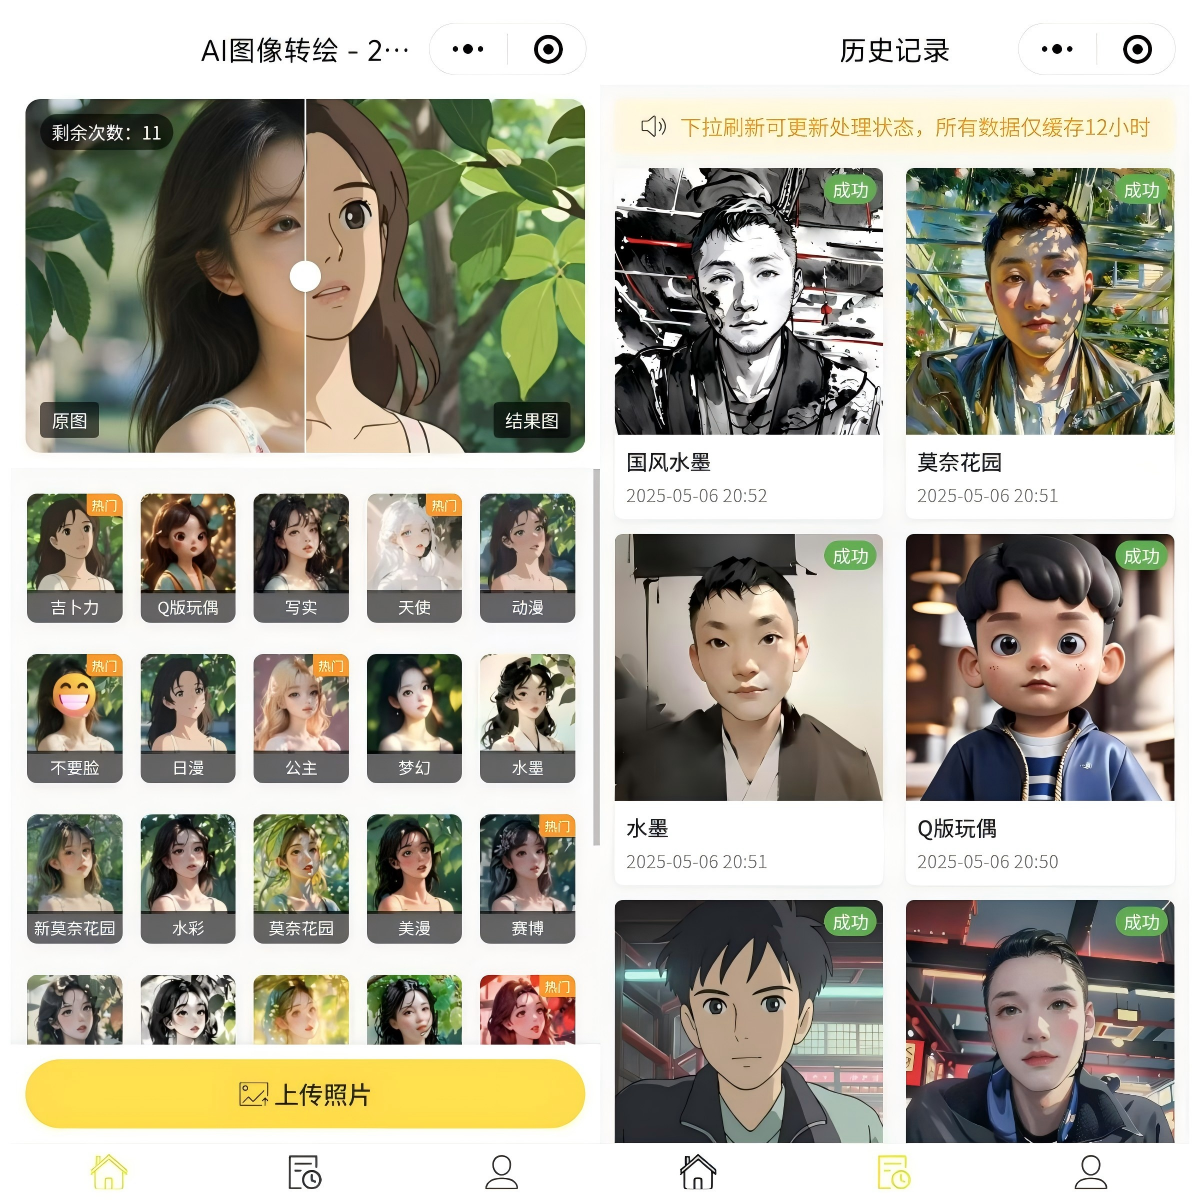 AI图像转绘 - 2···
剩余次数：11
原图
结果图
热门
吉卜力
Q版玩偶
写实
热门
天使
动漫
热门
不要脸
日漫
热门
公主
梦幻
水墨
新莫奈花园
水彩
莫奈花园
美漫
热门
赛博
热门
上传照片
历史记录
下拉刷新可更新处理状态，所有数据仅缓存12小时
成功
国风水墨
2025-05-06 20:52
成功
莫奈花园
2025-05-06 20:51
成功
水墨
2025-05-06 20:51
成功
Q版玩偶
2025-05-06 20:50
成功
成功